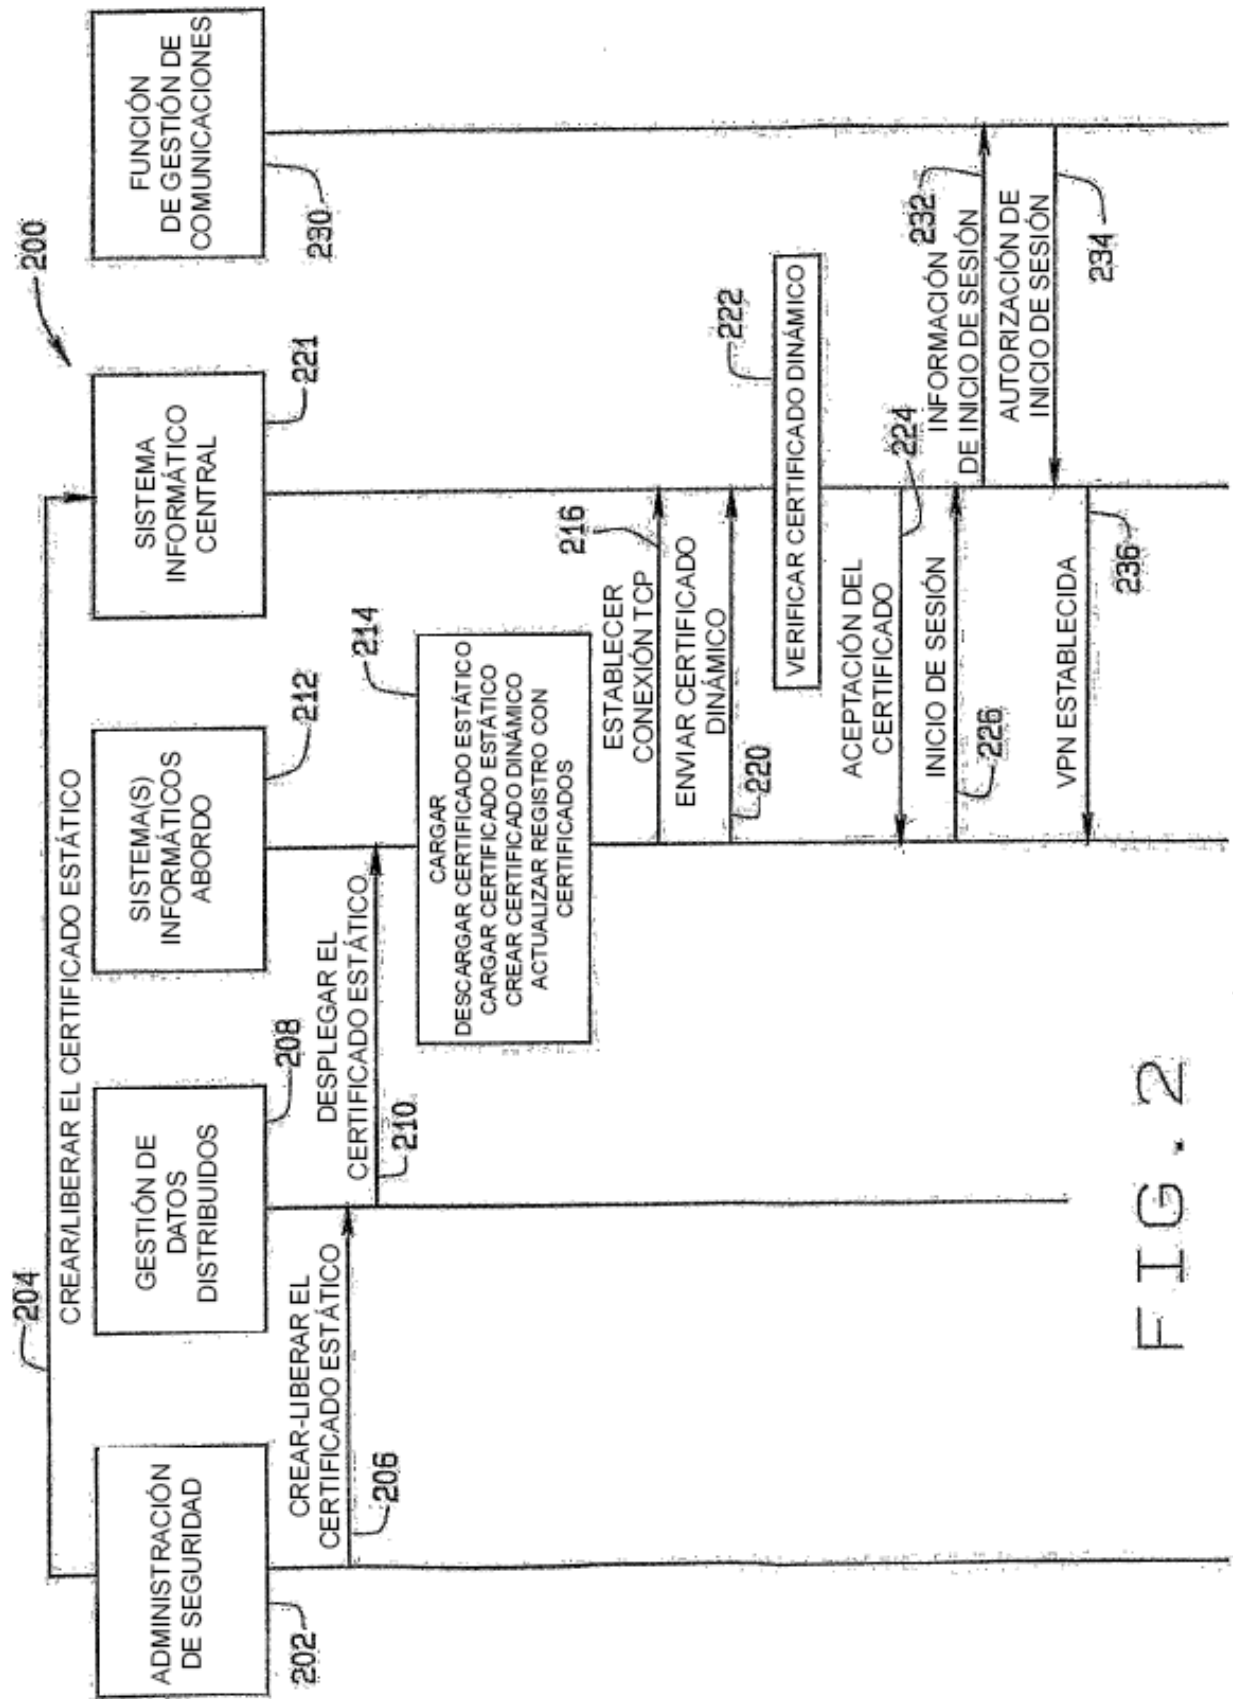 200
204
CREAR/LIBERAR EL CERTIFICADO ESTÁTICO
ADMINISTRACIÓN
DE SEGURIDAD
202
GESTIÓN DE
DATOS
DISTRIBUIDOS
208
SISTEMA(S)
INFORMÁTICOS
ABORDO
212
SISTEMA
INFORMÁTICO
CENTRAL
221
FUNCIÓN
DE GESTIÓN DE
COMUNICACIONES
230
CREAR-LIBERAR EL
CERTIFICADO ESTÁTICO
206
DESPLEGAR EL
CERTIFICADO ESTÁTICO
210
214
CARGAR
DESCARGAR CERTIFICADO ESTÁTICO
CARGAR CERTIFICADO ESTÁTICO
CREAR CERTIFICADO DINÁMICO
ACTUALIZAR REGISTRO CON
CERTIFICADOS
ESTABLECER
CONEXIÓN TCP
216
ENVIAR CERTIFICADO
DINÁMICO
220
222
VERIFICAR CERTIFICADO DINÁMICO
ACEPTACIÓN DEL
CERTIFICADO
224
INICIO DE SESIÓN
226
INFORMACIÓN
DE INICIO DE SESIÓN
232
AUTORIZACIÓN DE
INICIO DE SESIÓN
234
VPN ESTABLECIDA
236
FIG. 2